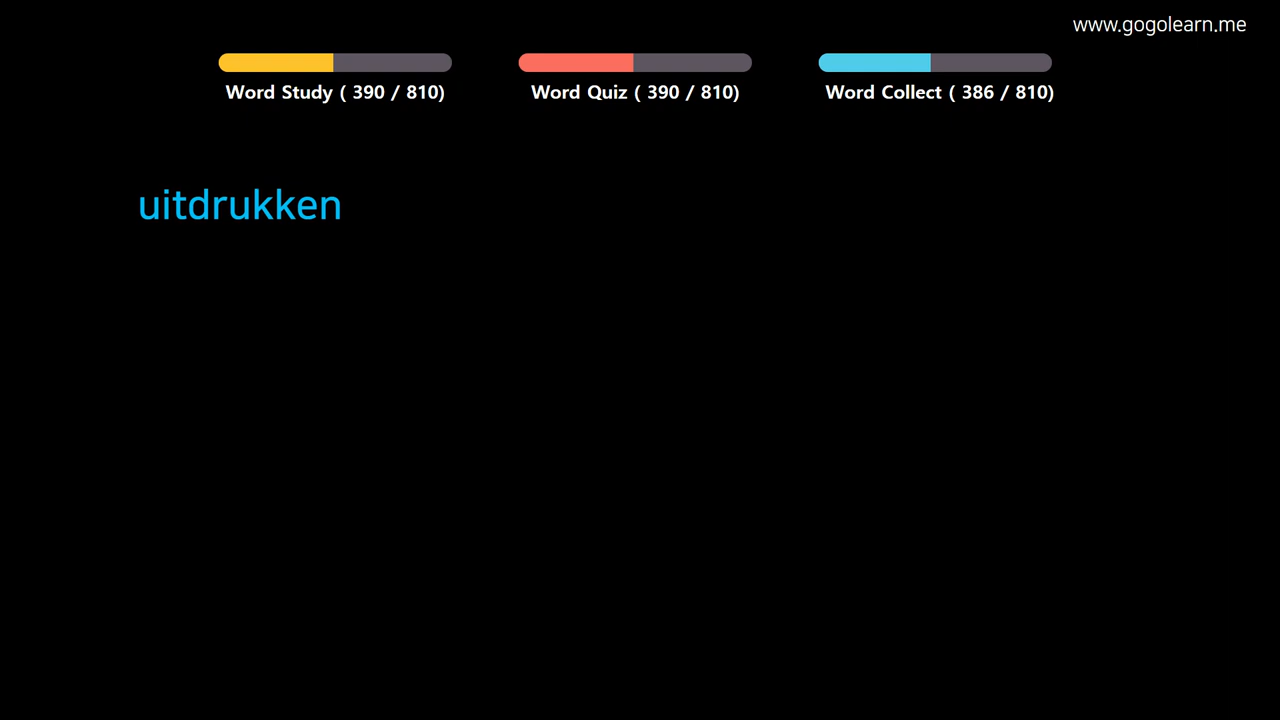 www.gogolearn.me
Word Study ( 390 / 810)
Word Quiz ( 390 / 810)
Word Collect ( 386 / 810)
uitdrukken